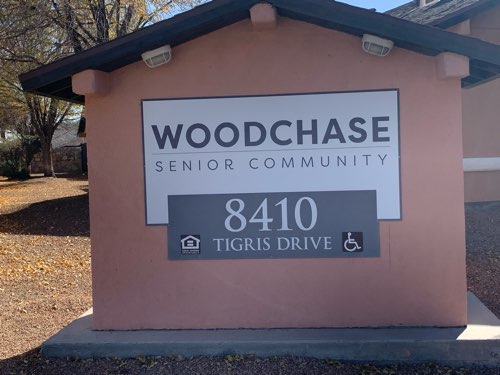 WOODCHASE
SENIOR COMMUNITY
8410
TIGRIS DRIVE